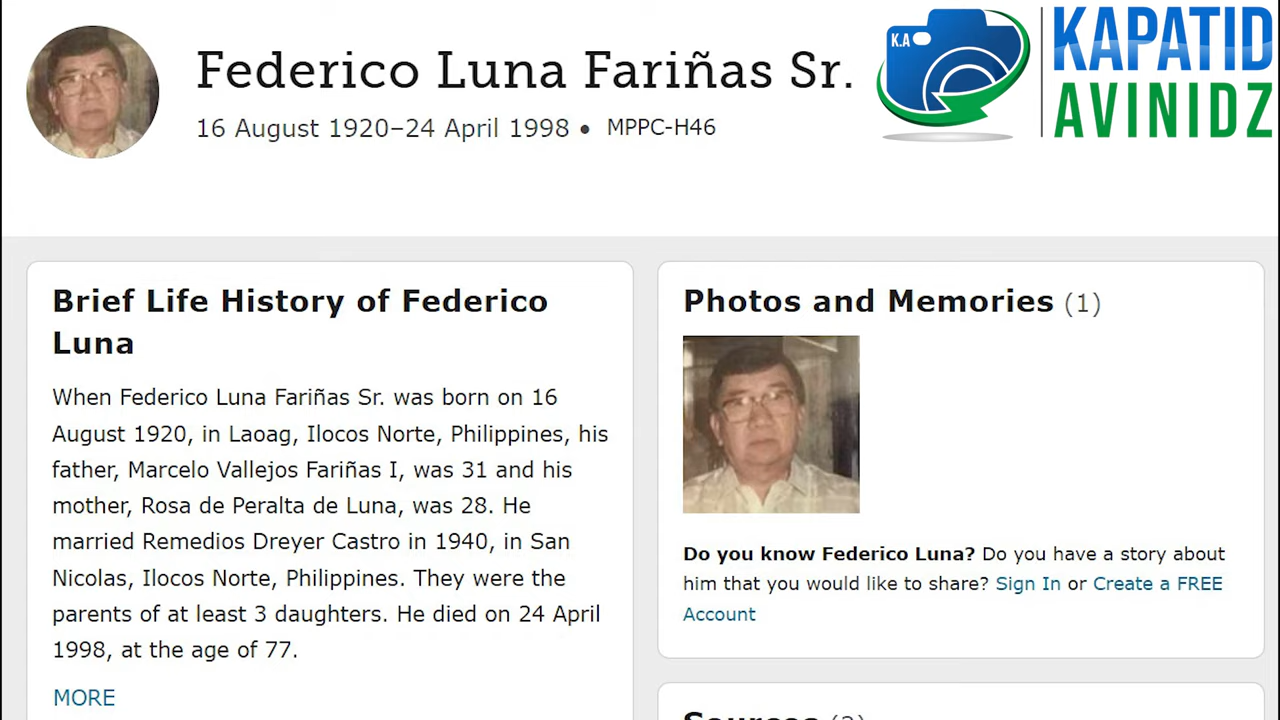 Federico Luna Fariñas Sr.
16 August 1920–24 April 1998 • MPPC-H46
K.A
KAPATID
AVINIDZ
Brief Life History of Federico
Luna
When Federico Luna Fariñas Sr. was born on 16
August 1920, in Laoag, Ilocos Norte, Philippines, his
father, Marcelo Vallejos Fariñas I, was 31 and his
mother, Rosa de Peralta de Luna, was 28. He
married Remedios Dreyer Castro in 1940, in San
Nicolas, Ilocos Norte, Philippines. They were the
parents of at least 3 daughters. He died on 24 April
1998, at the age of 77.
MORE
Photos and Memories (1)
Do you know Federico Luna? Do you have a story about
him that you would like to share? Sign In or Create a FREE
Account
Sources